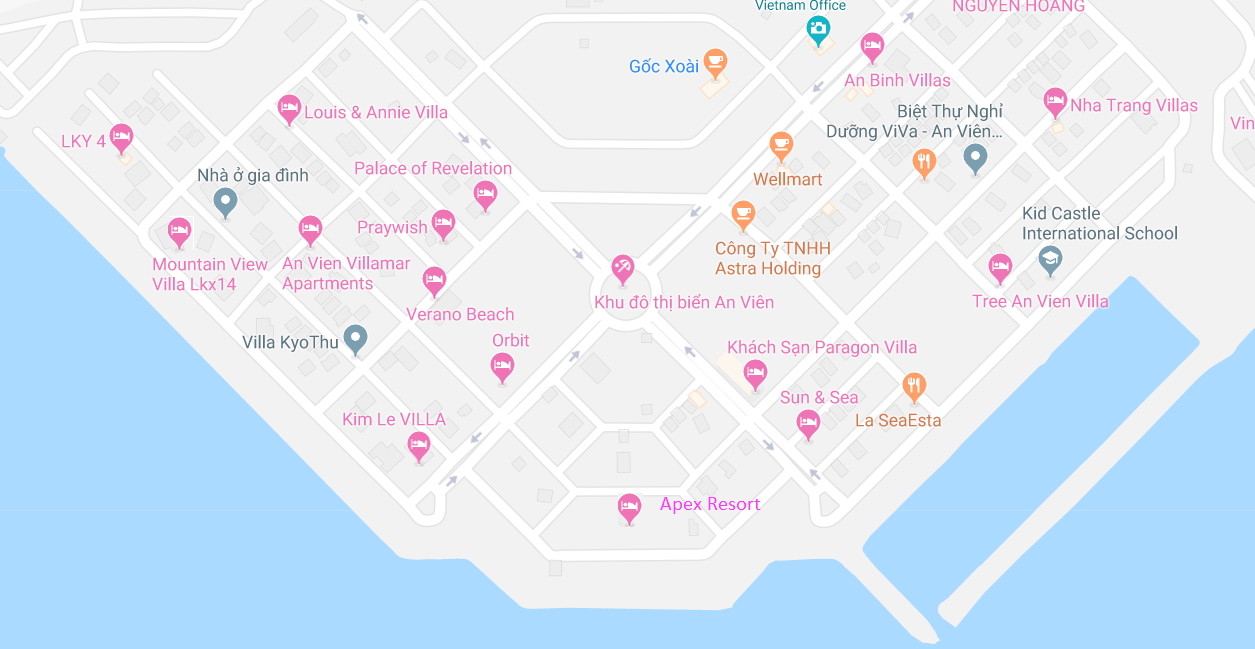 Vietnam Office
NGUYEN HOANG
Gốc Xoài
An Binh Villas
Louis & Annie Villa
Biệt Thự Nghỉ
Dưỡng ViVa - An Viên...
Nha Trang Villas
Vin
LKY 4
Palace of Revelation
Nhà ở gia đình
Wellmart
Praywish
Kid Castle
International School
Công Ty TNHH
Astra Holding
Mountain View
Villa Lkx14
An Vien Villamar
Apartments
Khu đô thị biển An Viên
Tree An Vien Villa
Verano Beach
Villa KyoThu
Orbit
Khách Sạn Paragon Villa
Sun & Sea
Kim Le VILLA
La SeaEsta
Apex Resort